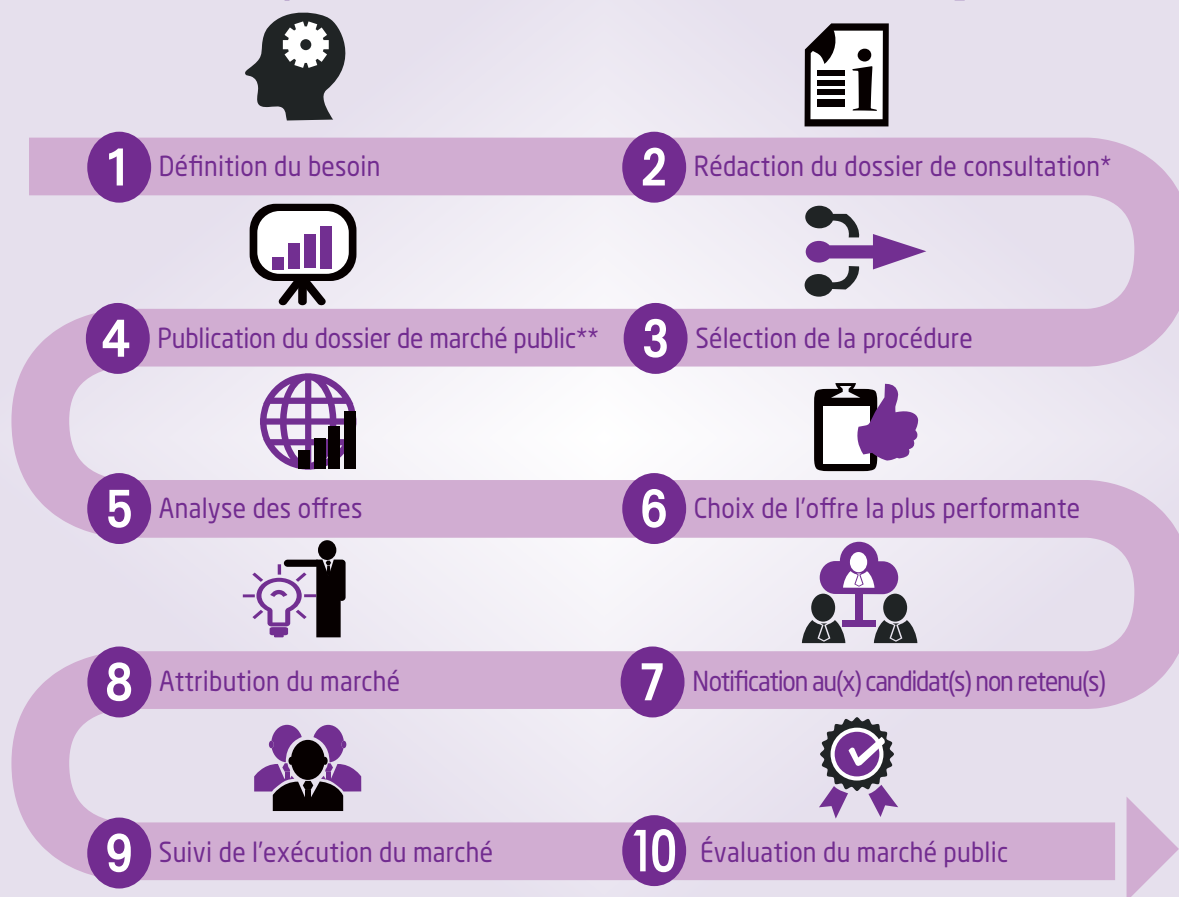 1 Définition du besoin
2 Rédaction du dossier de consultation*
3 Sélection de la procédure
4 Publication du dossier de marché public**
5 Analyse des offres
6 Choix de l'offre la plus performante
7 Notification au(x) candidat(s) non retenu(s)
8 Attribution du marché
9 Suivi de l'exécution du marché
10 Évaluation du marché public